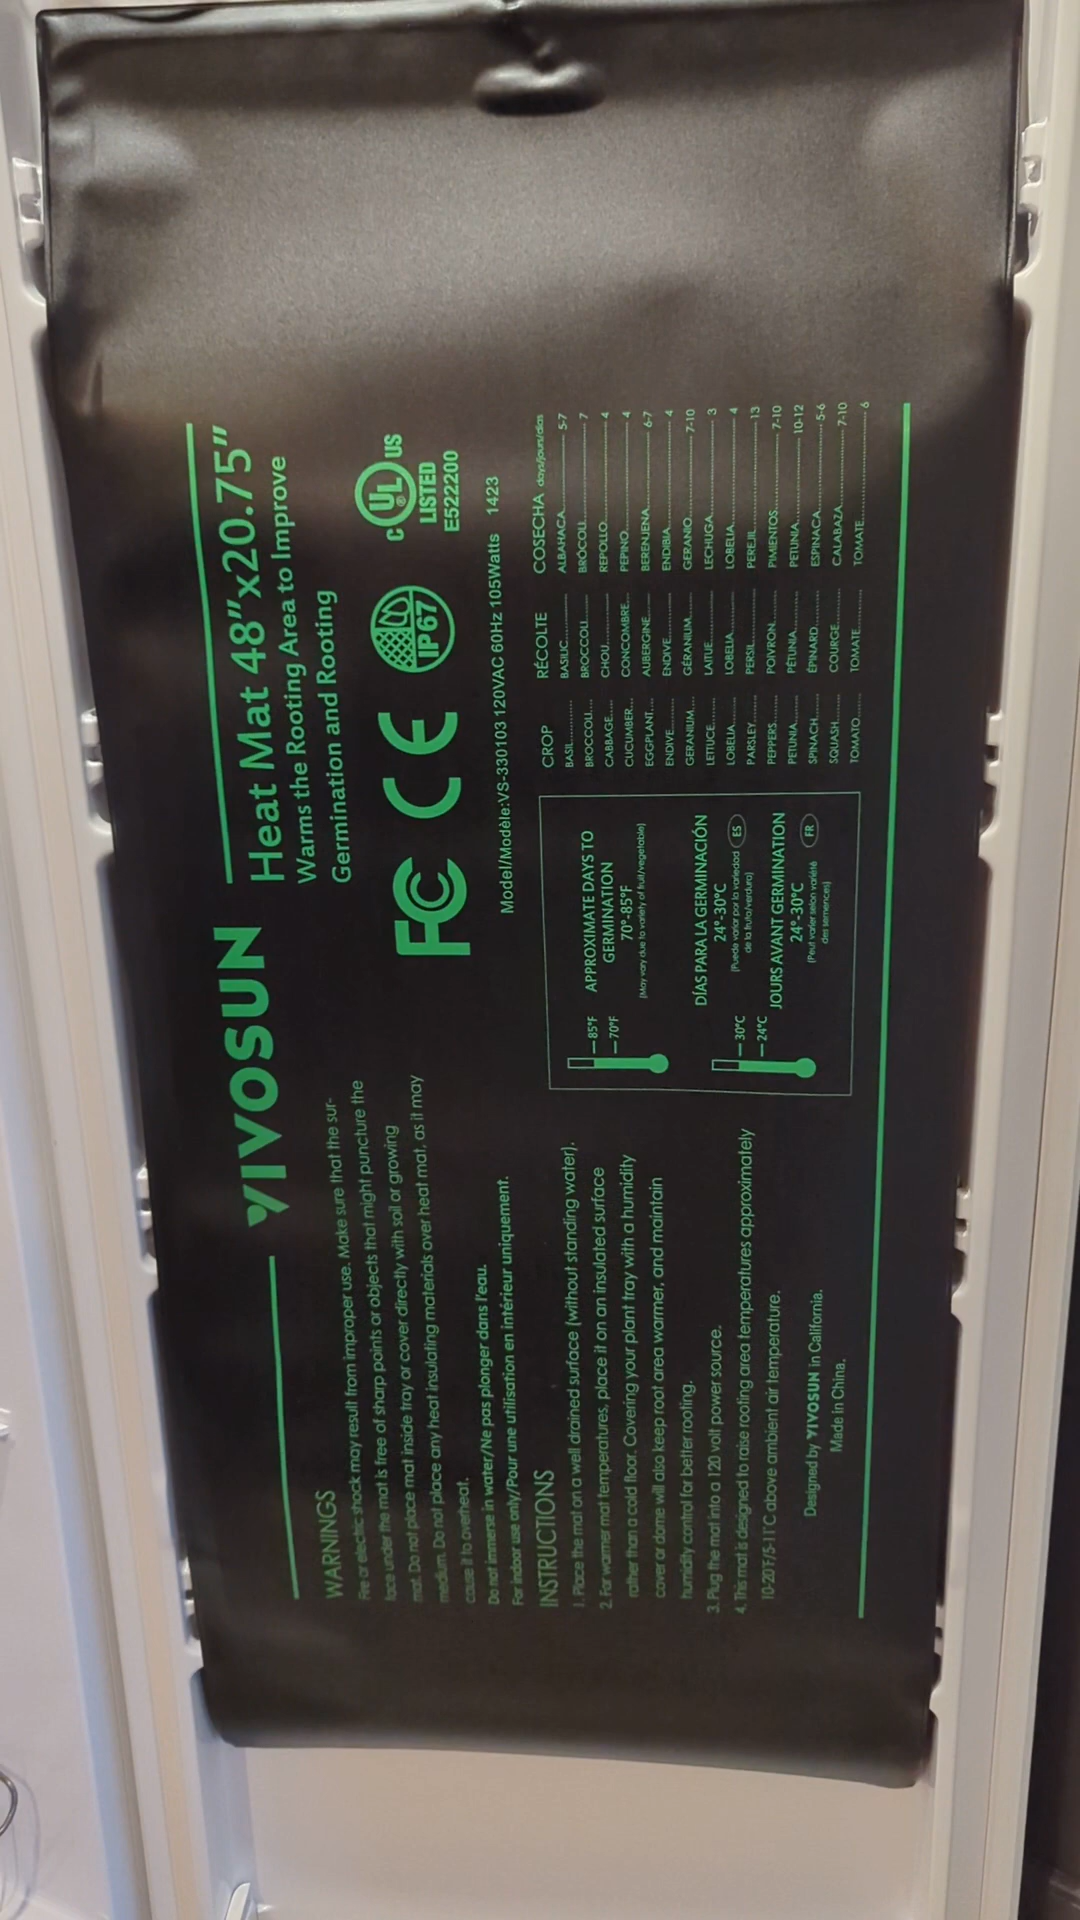 VIVOSUN
Heat Mat 48"x20.75"
Warms the Rooting Area to Improve
Germination and Rooting
WARNINGS
Fire or electric shock may result from improper use. Make sure that the sur-
face under the mat is free of sharp points or objects that might puncture the
mat. Do not place mat inside tray or cover directly with soil or growing
medium. Do not place any heat insulating materials over heat mat, as it may
cause it to overheat.
Do not immerse in water/Ne pas plonger dans l'eau.
For indoor use only/Pour une utilisation en intérieur uniquement.
FC CE IP67 C UL US
® LISTED
E522200
Model/Modèle:VS-330103 120VAC 60Hz 105Watts 1423
INSTRUCTIONS
1. Place the mat on a well drained surface (without standing water).
2. For warmer mat temperatures, place it on an insulated surface
rather than a cold floor. Covering your plant tray with a humidity
cover or dome will also keep root area warmer, and maintain
humidity control for better rooting.
3. Plug the mat into a 120 volt power source.
4. This mat is designed to raise rooting area temperatures approximately
10-20°F/5-11°C above ambient air temperature.
Designed by VIVOSUN in California.
Made in China.
85°F
70°F
APPROXIMATE DAYS TO
GERMINATION
70°-85°F
(May vary due to variety of fruit/vegetable)
30°C
24°C
DÍAS PARA LA GERMINACIÓN
24°-30°C
(Puede variar por la variedad
de la fruta/verdura)
ES
JOURS AVANT GERMINATION
24°-30°C
(Peut varier selon variété
des semences)
FR
CROP RÉCOLTE COSECHA days/jours/días
BASIL BASILIC ALBAHACA 5-7
BROCCOLI BROCCOLI BRÓCOLI 7
CABBAGE CHOU REPOLLO 4
CUCUMBER CONCOMBRE PEPINO 4
EGGPLANT AUBERGINE BERENJENA 6-7
ENDIVE ENDIVE ENDIBIA 4
GERANIUM GÉRANIUM GERANIO 7-10
LETTUCE LAITUE LECHUGA 3
LOBELIA LOBELIA LOBELIA 4
PARSLEY PERSIL PEREJIL 13
PEPPERS POIVRON PIMIENTOS 7-10
PETUNIA PÉTUNIA PETUNIA 10-12
SPINACH ÉPINARD ESPINACA 5-6
SQUASH COURGE CALABAZA 7-10
TOMATO TOMATE TOMATE 6